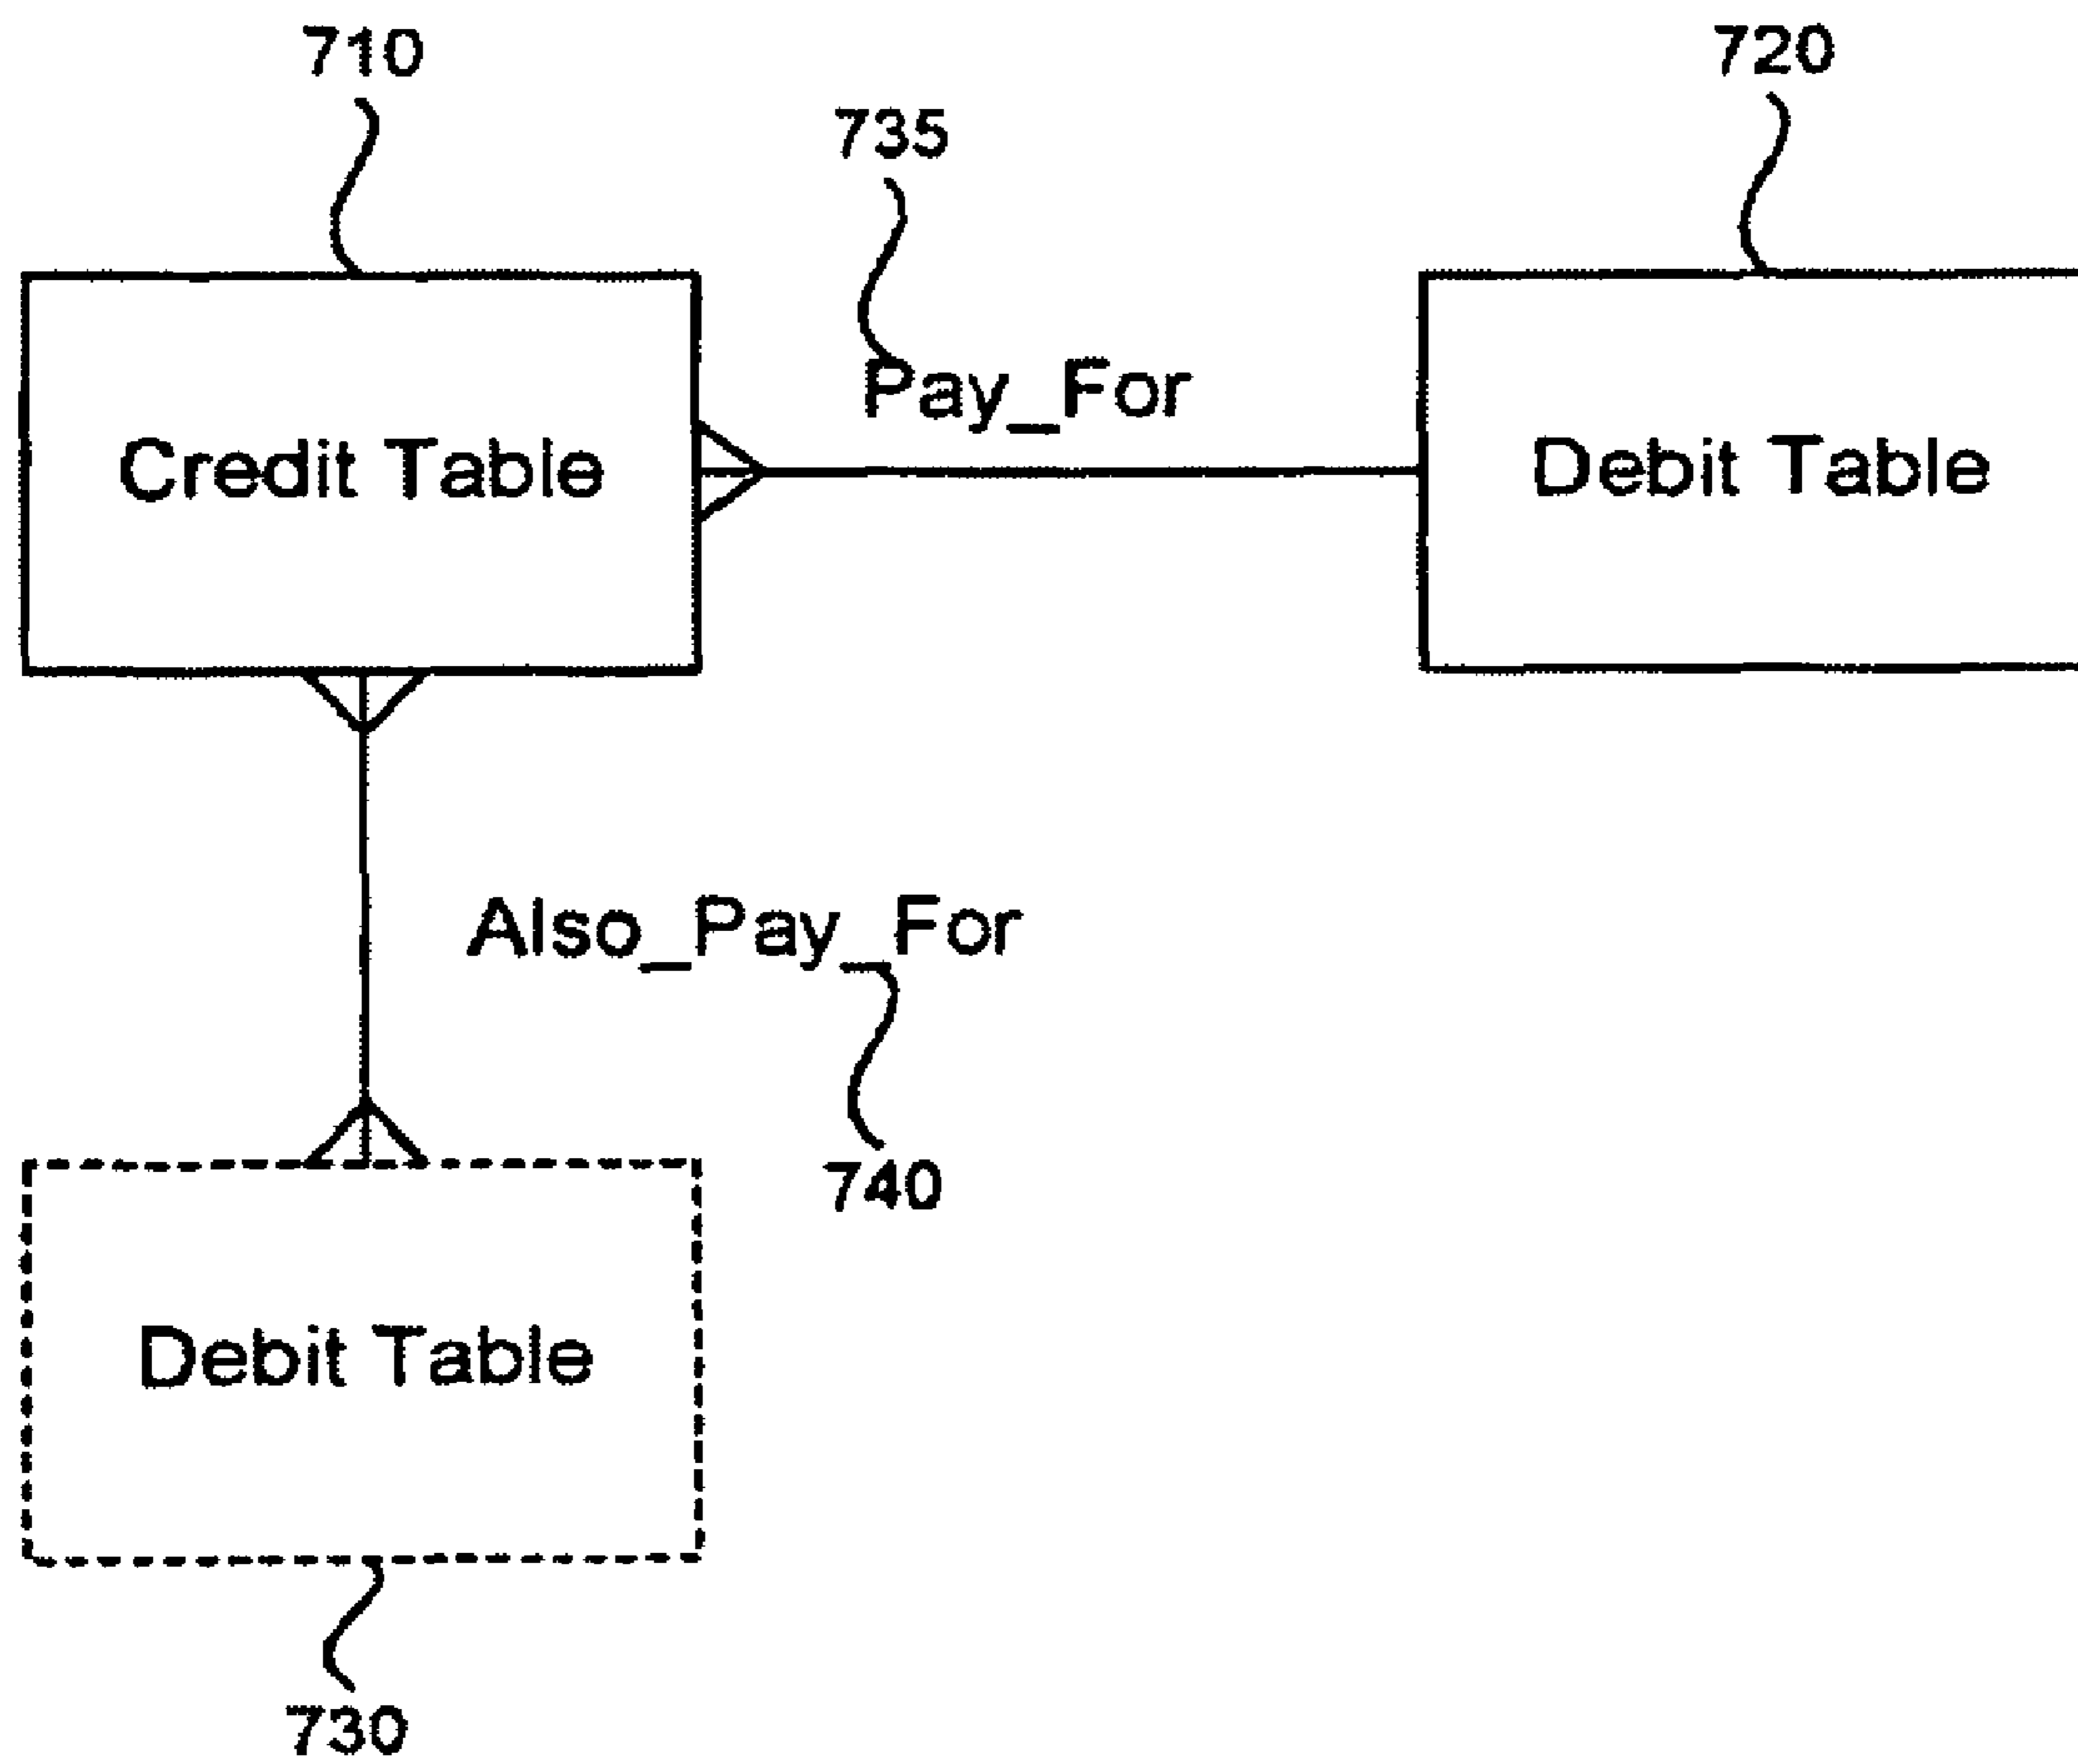 710
720
735
Pay_For
Credit Table
Debit Table
Also_Pay_For
740
Debit Table
730